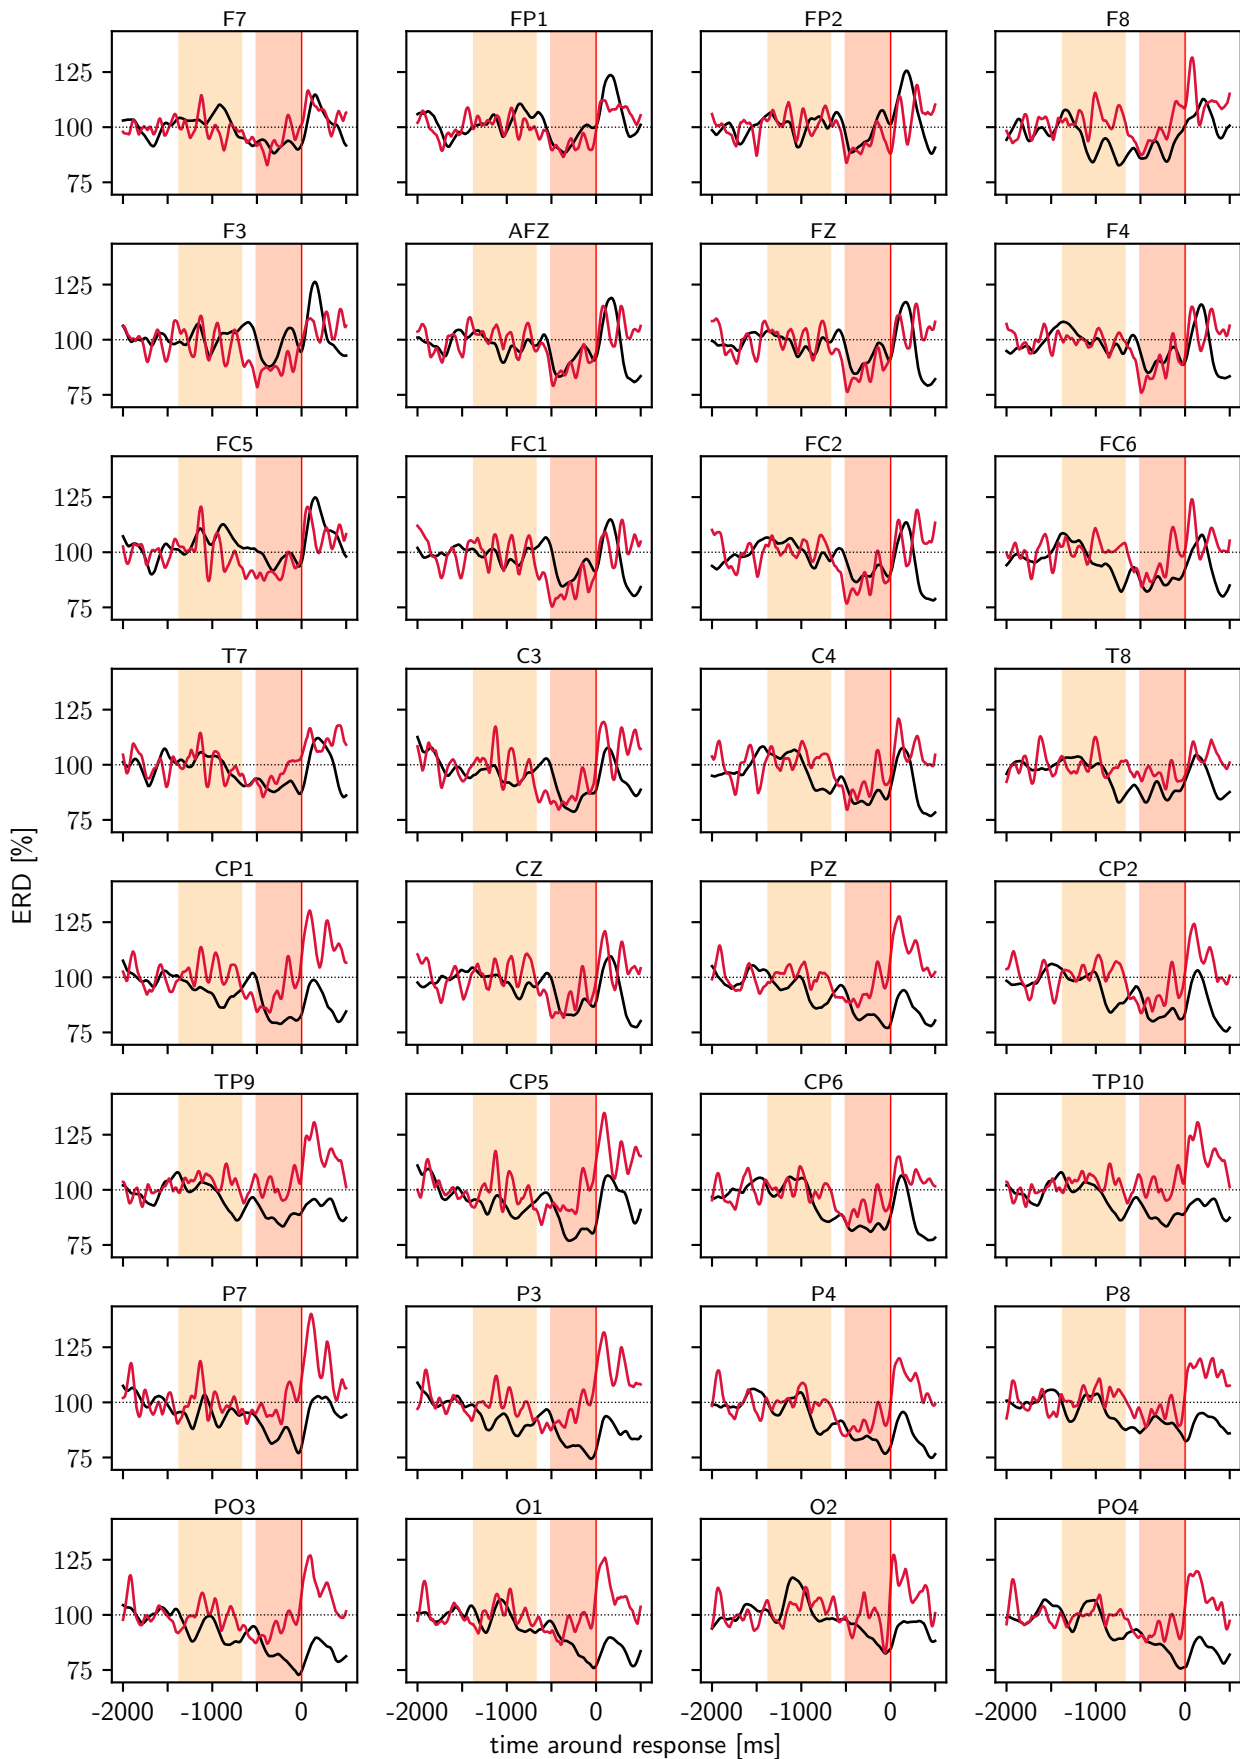 F7 FP1 FP2 F8
125
100
75
F3 AFZ FZ F4
125
100
75
FC5 FC1 FC2 FC6
125
100
75
T7 C3 C4 T8
125
100
75
ERD [%]
CP1 CZ PZ CP2
125
100
75
TP9 CP5 CP6 TP10
125
100
75
P7 P3 P4 P8
125
100
75
PO3 O1 O2 PO4
125
100
75
-2000 -1000 0 -2000 -1000 0 -2000 -1000 0 -2000 -1000 0
time around response [ms]